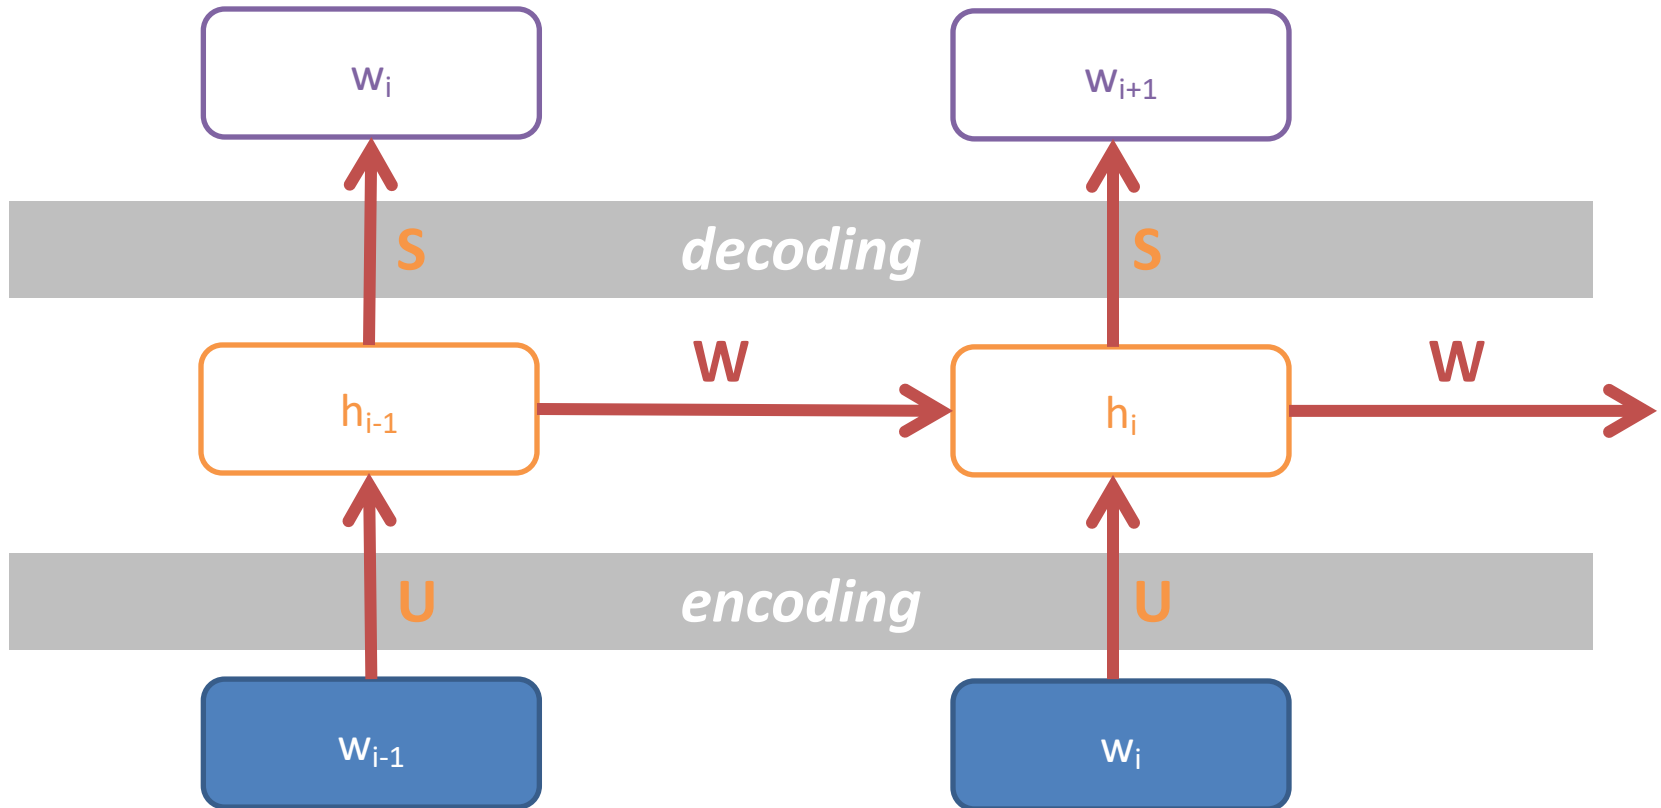 wᵢ wᵢ₊₁
S decoding S
W W
hᵢ₋₁ hᵢ
U encoding U
wᵢ₋₁ wᵢ